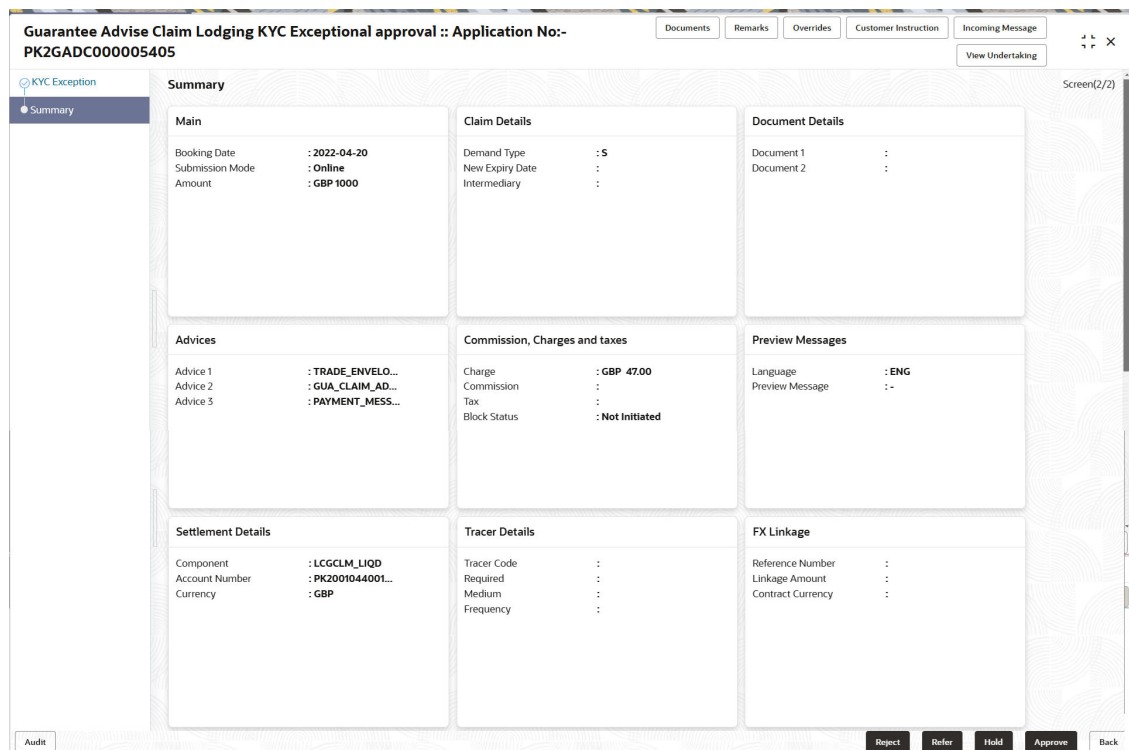 Guarantee Advise Claim Lodging KYC Exceptional approval :: Application No:-
PK2GADC000005405
Documents Remarks Overrides Customer Instruction Incoming Message
View Undertaking
KYC Exception
Summary
Summary
Screen(2/2)
Main
Booking Date : 2022-04-20
Submission Mode : Online
Amount : GBP 1000
Claim Details
Demand Type : S
New Expiry Date :
Intermediary :
Document Details
Document 1 :
Document 2 :
Advices
Advice 1 : TRADE_ENVELO...
Advice 2 : GUA_CLAIM_AD...
Advice 3 : PAYMENT_MESS...
Commission, Charges and taxes
Charge : GBP 47.00
Commission :
Tax :
Block Status : Not Initiated
Preview Messages
Language : ENG
Preview Message : -
Settlement Details
Component : LCGCLM_LIQD
Account Number : PK2001044001...
Currency : GBP
Tracer Details
Tracer Code :
Required :
Medium :
Frequency :
FX Linkage
Reference Number :
Linkage Amount :
Contract Currency :
Audit Reject Refer Hold Approve Back